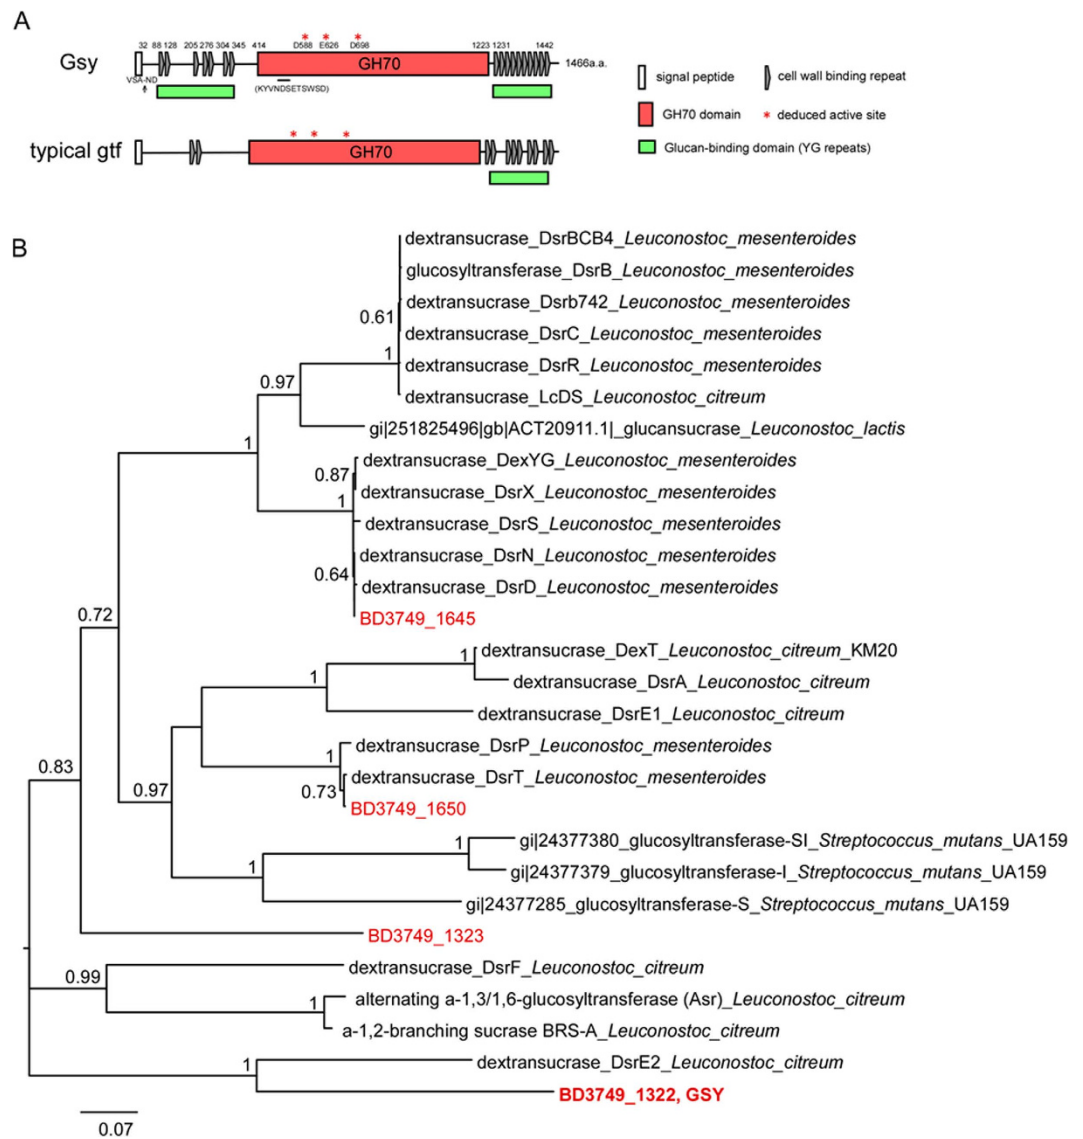 A
32 88 128 205 276 304 345 414 D588 E626 D698 1223 1231 1442
Gsy
GH70
1466a.a.
VSA-ND
(KYVNDSETSWSD)
typical gtf
GH70
signal peptide
cell wall binding repeat
GH70 domain
* deduced active site
Glucan-binding domain (YG repeats)
B
dextransucrase_DsrBCB4_Leuconostoc_mesenteroides
glucosyltransferase_DsrB_Leuconostoc_mesenteroides
dextransucrase_Dsrb742_Leuconostoc_mesenteroides
0.61
dextransucrase_DsrC_Leuconostoc_mesenteroides
1
dextransucrase_DsrR_Leuconostoc_mesenteroides
0.97
dextransucrase_LcDS_Leuconostoc_citreum
gi|251825496|gb|ACT20911.1|_glucansucrase_Leuconostoc_lactis
1
dextransucrase_DexYG_Leuconostoc_mesenteroides
0.87
dextransucrase_DsrX_Leuconostoc_mesenteroides
1
dextransucrase_DsrS_Leuconostoc_mesenteroides
dextransucrase_DsrN_Leuconostoc_mesenteroides
0.64
dextransucrase_DsrD_Leuconostoc_mesenteroides
0.72
BD3749_1645
dextransucrase_DexT_Leuconostoc_citreum_KM20
1
1
dextransucrase_DsrA_Leuconostoc_citreum
dextransucrase_DsrE1_Leuconostoc_citreum
dextransucrase_DsrP_Leuconostoc_mesenteroides
1
0.83
dextransucrase_DsrT_Leuconostoc_mesenteroides
0.97
0.73
BD3749_1650
1
gi|24377380_glucosyltransferase-SI_Streptococcus_mutans_UA159
1
gi|24377379_glucosyltransferase-I_Streptococcus_mutans_UA159
gi|24377285_glucosyltransferase-S_Streptococcus_mutans_UA159
BD3749_1323
0.99
dextransucrase_DsrF_Leuconostoc_citreum
1
alternating a-1,3/1,6-glucosyltransferase (Asr)_Leuconostoc_citreum
a-1,2-branching sucrase BRS-A_Leuconostoc_citreum
1
dextransucrase_DsrE2_Leuconostoc_citreum
BD3749_1322, GSY
0.07